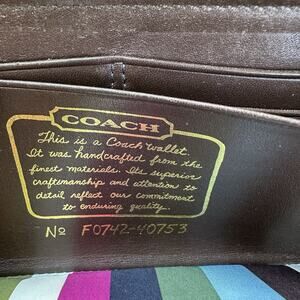 COACH
This is a Coach wallet.
It was handcrafted from the
finest materials. Its superior
craftsmanship and attention to
detail reflect our commitment
to enduring quality.
No F0742-40753